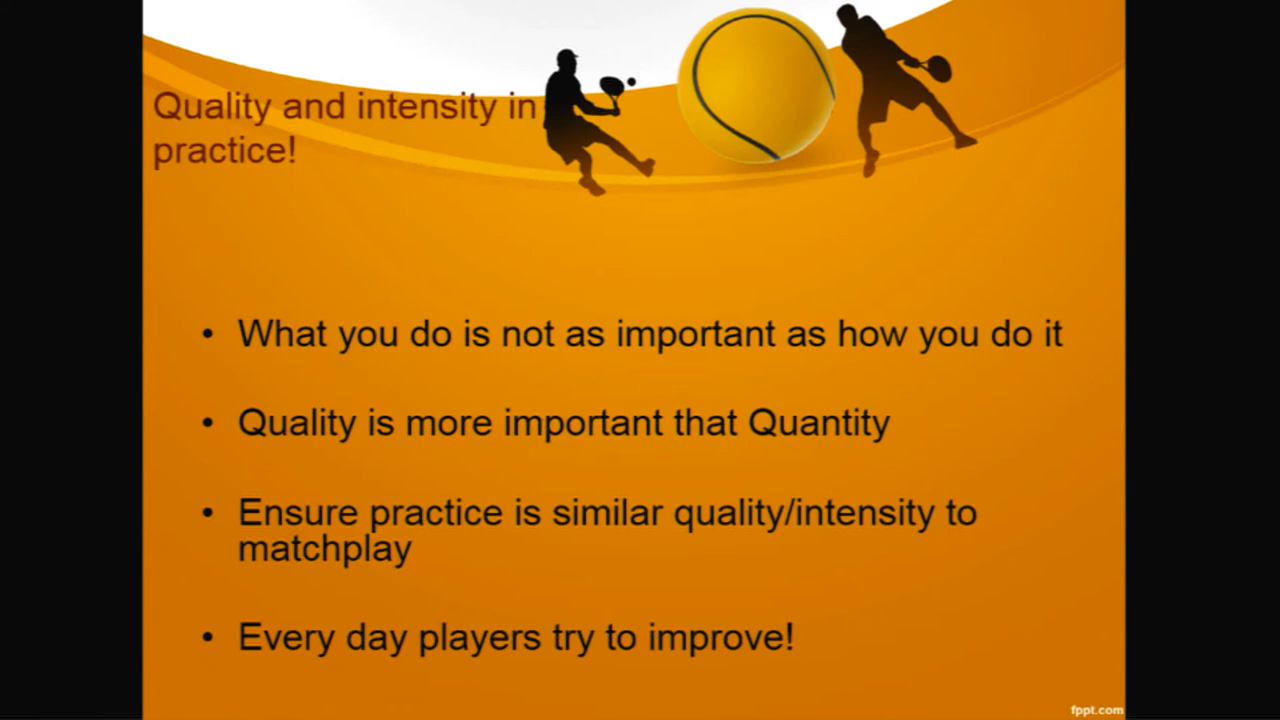 Quality and intensity in
practice!
• What you do is not as important as how you do it
• Quality is more important that Quantity
• Ensure practice is similar quality/intensity to
matchplay
• Every day players try to improve!
fppt.com